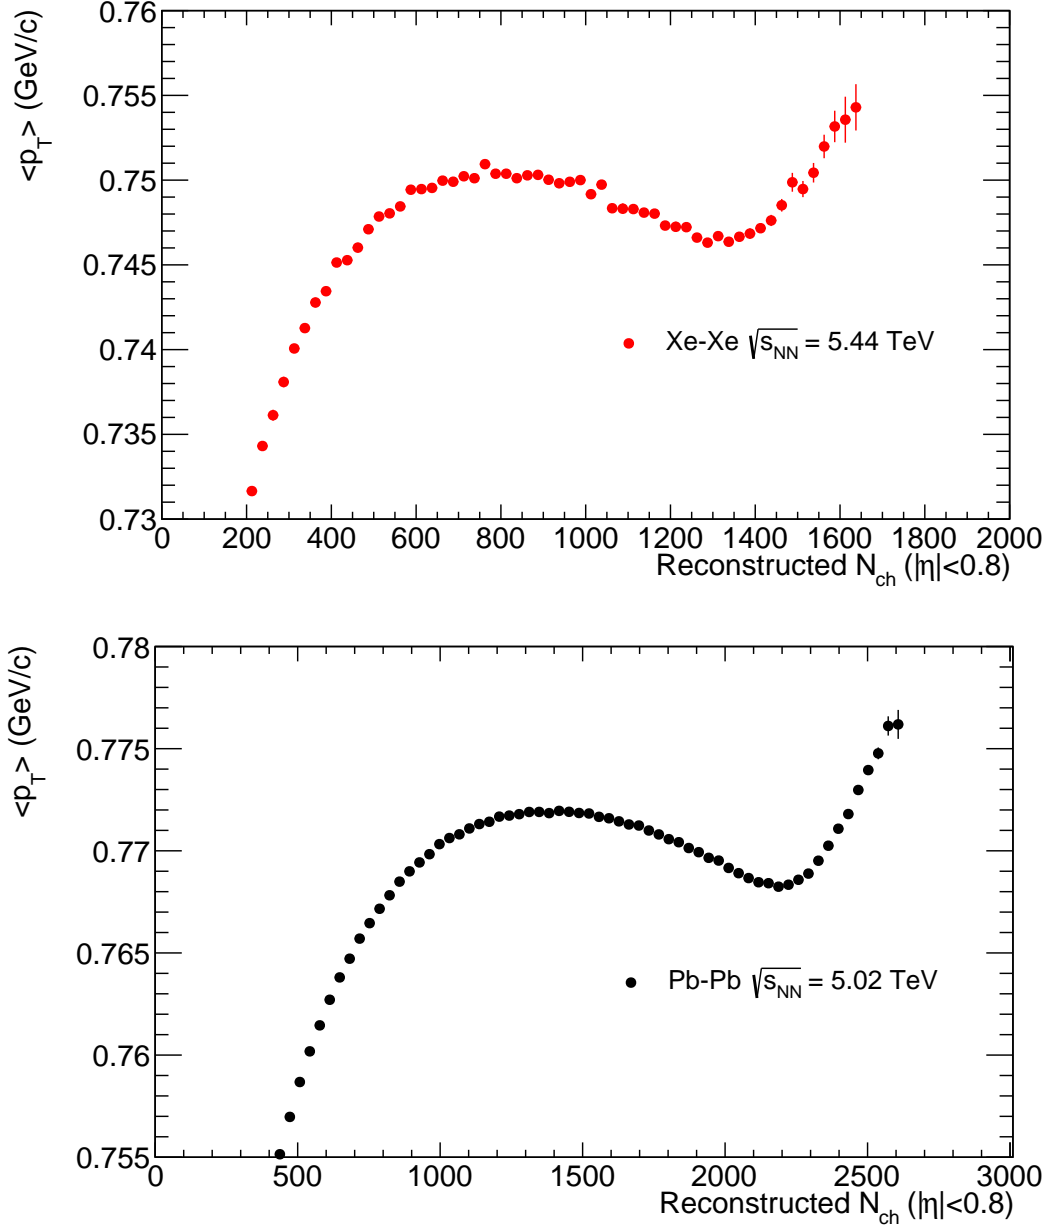 <p_T> (GeV/c)
0.76
0.755
0.75
0.745
0.74
0.735
0.73
Xe-Xe √s_NN = 5.44 TeV
0 200 400 600 800 1000 1200 1400 1600 1800 2000
Reconstructed N_ch (|η|<0.8)
<p_T> (GeV/c)
0.78
0.775
0.77
0.765
0.76
0.755
Pb-Pb √s_NN = 5.02 TeV
0 500 1000 1500 2000 2500 3000
Reconstructed N_ch (|η|<0.8)